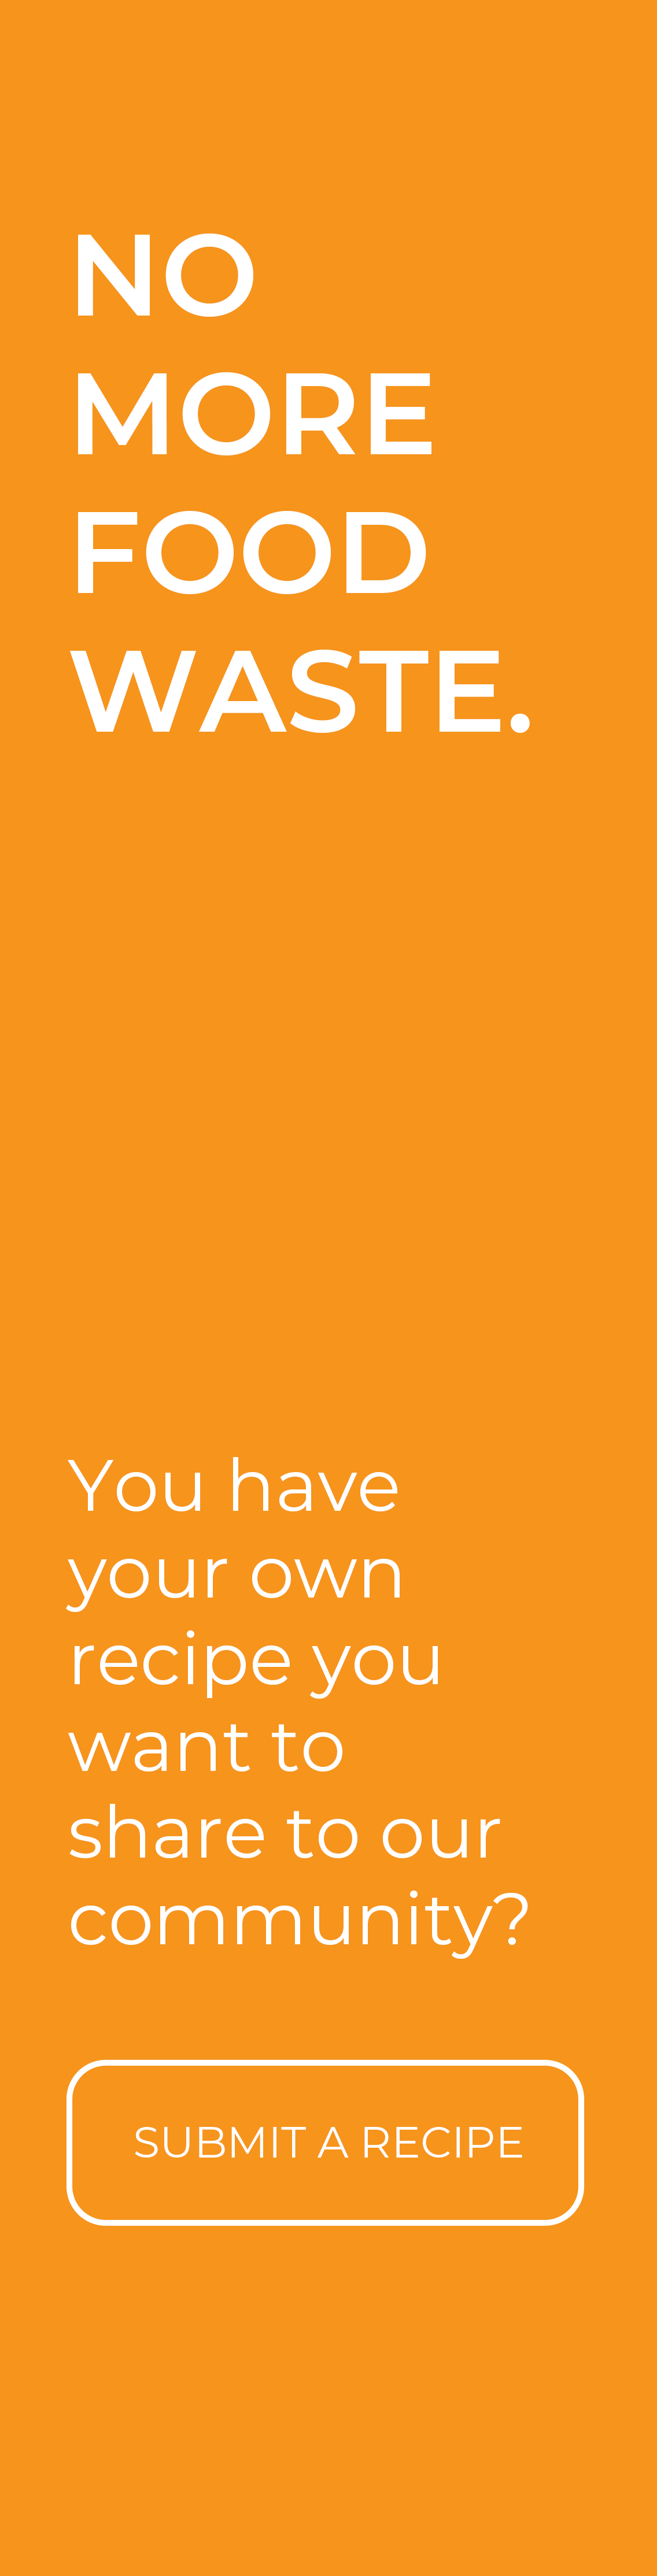 NO
MORE
FOOD
WASTE.
You have
your own
recipe you
want to
share to our
community?
SUBMIT A RECIPE